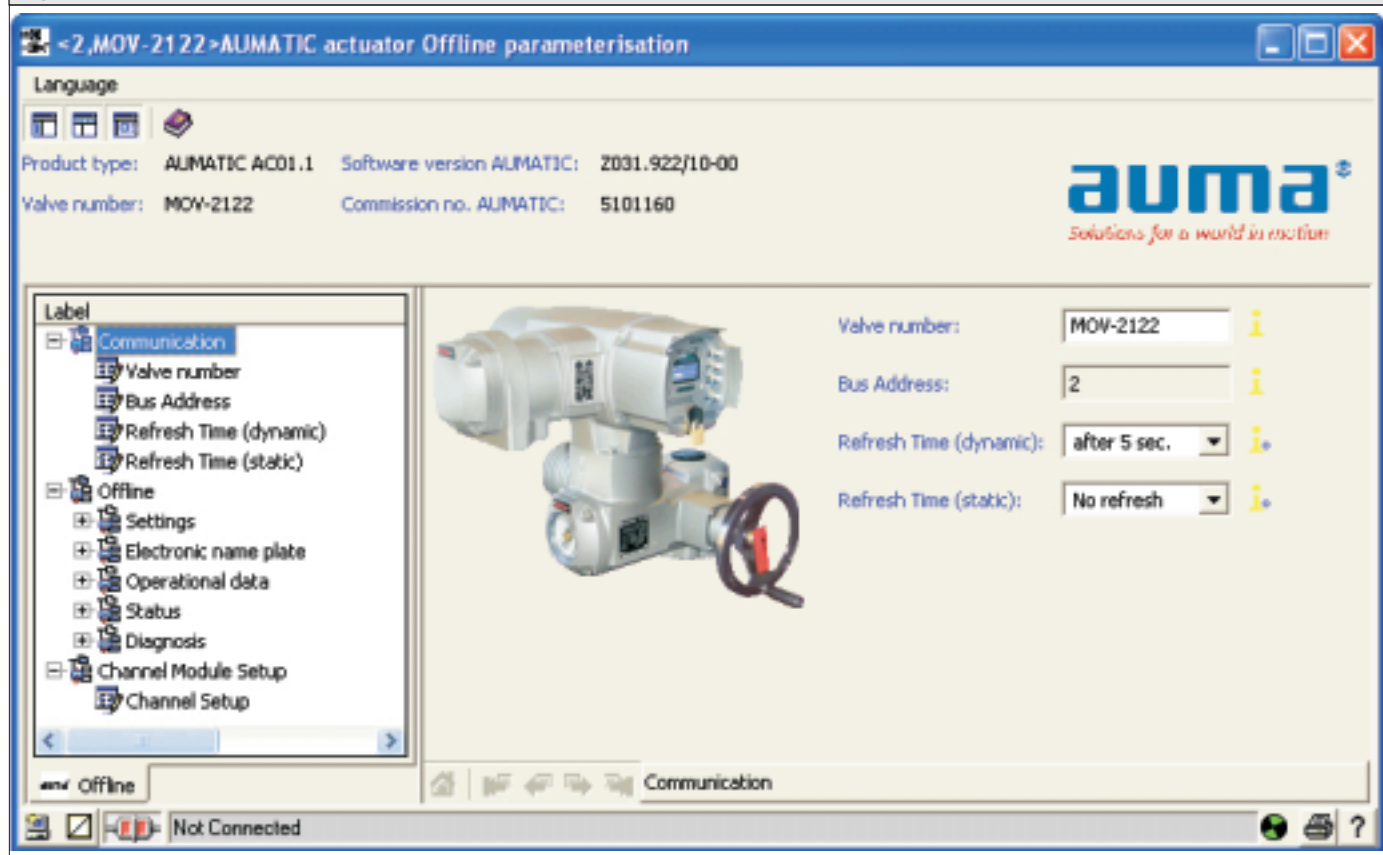 <2,MOV-2122>AUMATIC actuator Offline parameterisation
Language
Product type: AUMATIC AC01.1 Software version AUMATIC: Z031.922/10-00
Valve number: MOV-2122 Commission no. AUMATIC: 5101160
auma®
Solutions for a world in motion
Label
Communication
Valve number
Bus Address
Refresh Time (dynamic)
Refresh Time (static)
Offline
Settings
Electronic name plate
Operational data
Status
Diagnosis
Channel Module Setup
Channel Setup
Valve number: MOV-2122
Bus Address: 2
Refresh Time (dynamic): after 5 sec.
Refresh Time (static): No refresh
auma Offline
Communication
Not Connected
?